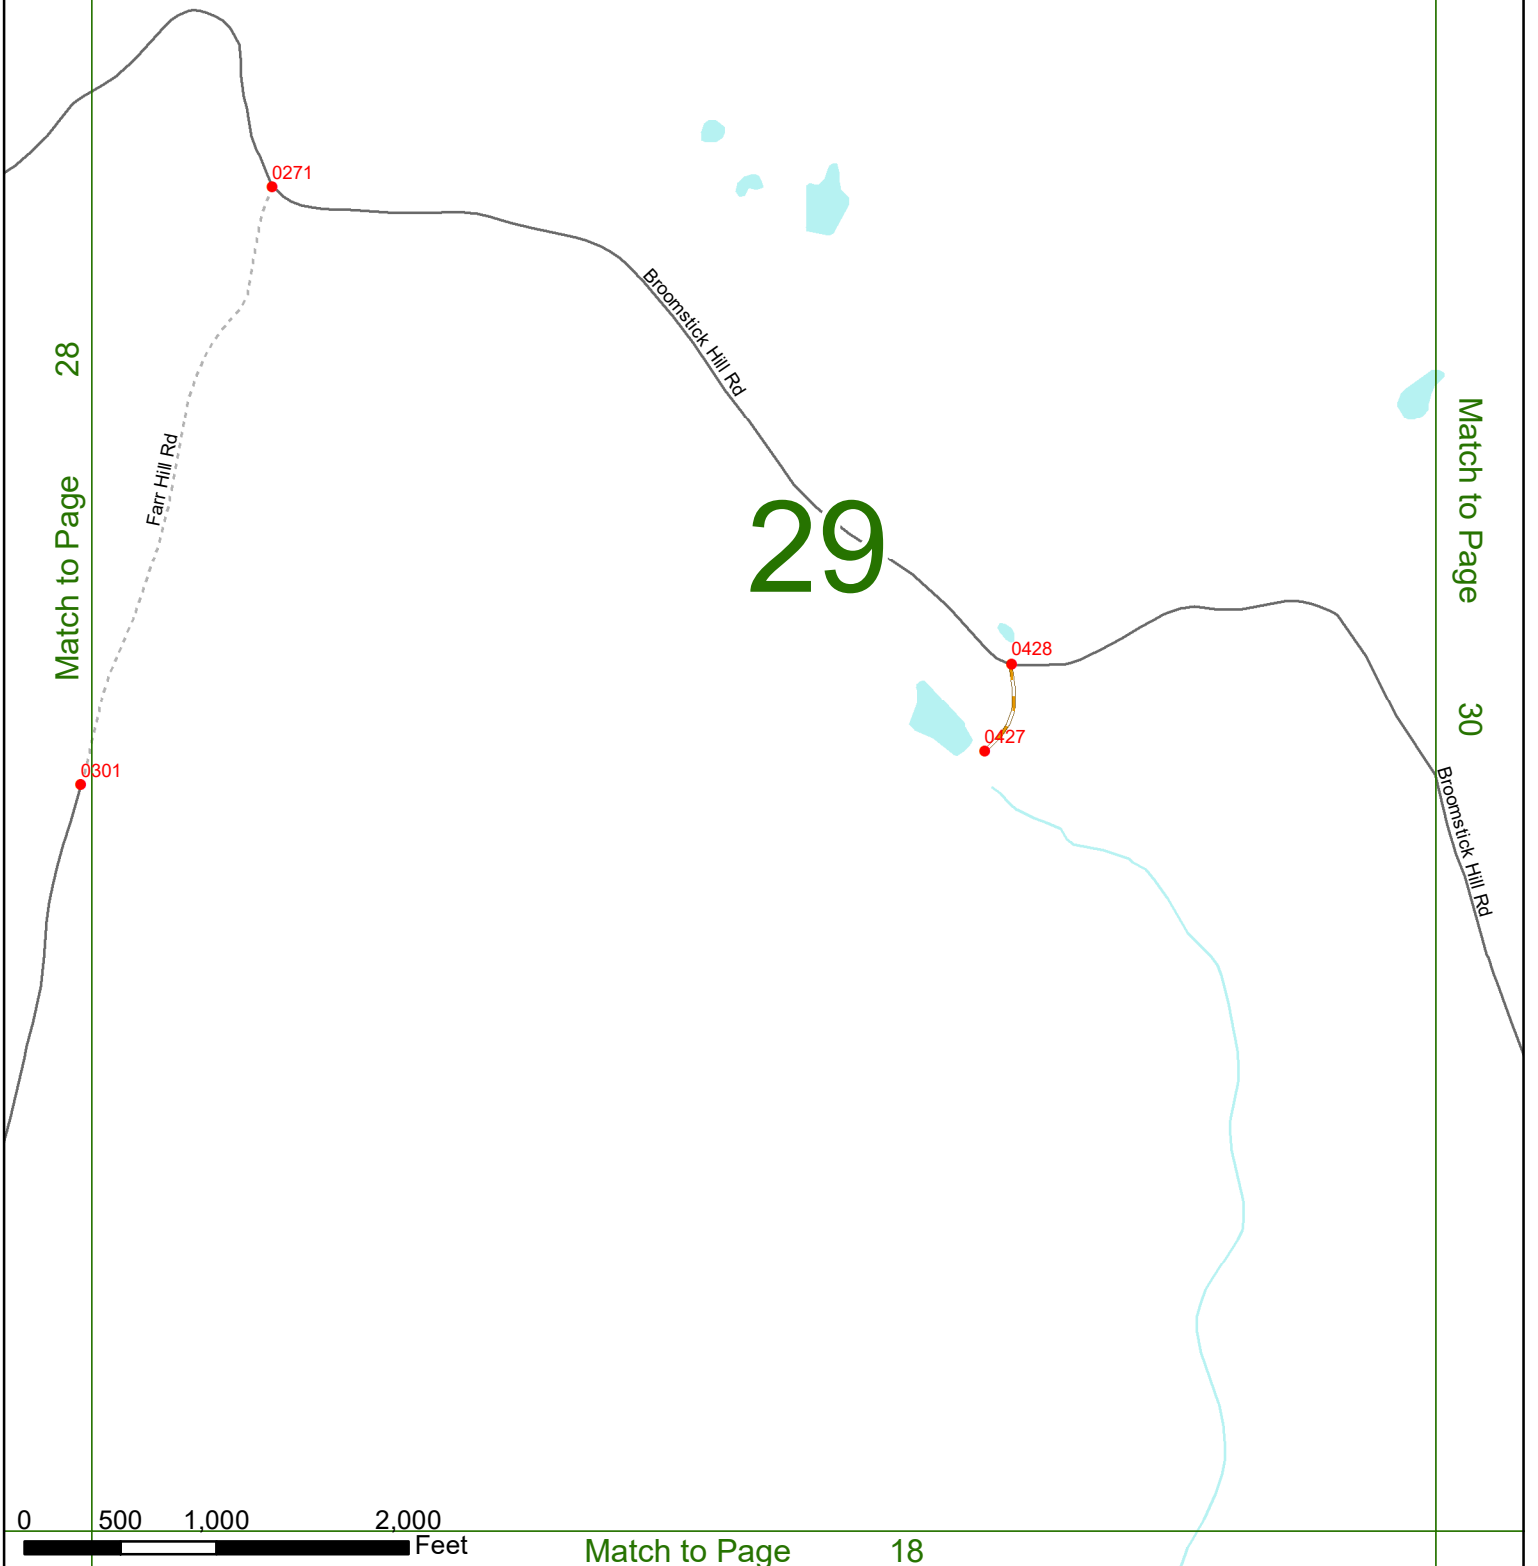 0271
Broomstick Hill Rd
Match to Page 28
Farr Hill Rd
29
Match to Page 30
0428
0427
0301
Broomstick Hill Rd
0 500 1,000 2,000
Feet
Match to Page 18